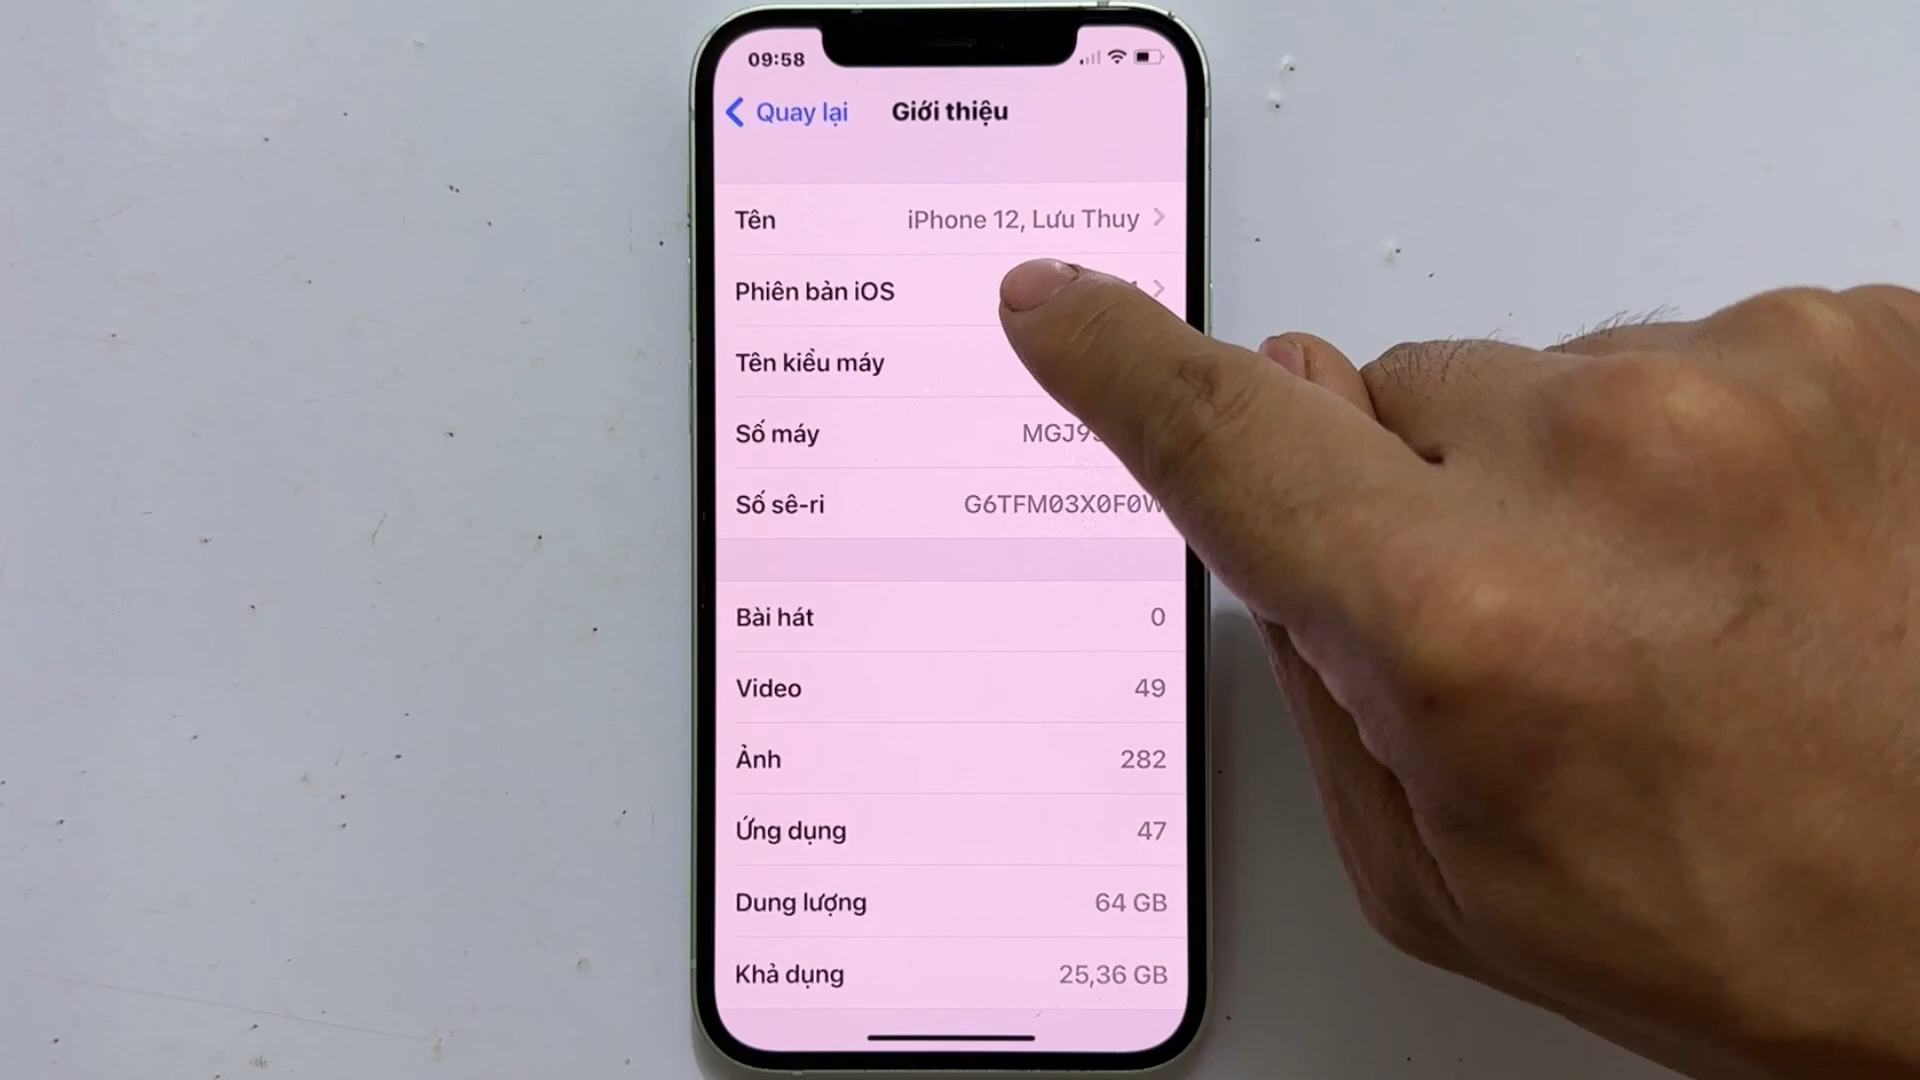 09:58
Quay lại
Giới thiệu
Tên
iPhone 12, Lưu Thuy
Phiên bản iOS
Tên kiểu máy
Số máy
MGJ9
Số sê-ri
G6TFM03X0F0W
Bài hát
0
Video
49
Ảnh
282
Ứng dụng
47
Dung lượng
64 GB
Khả dụng
25,36 GB